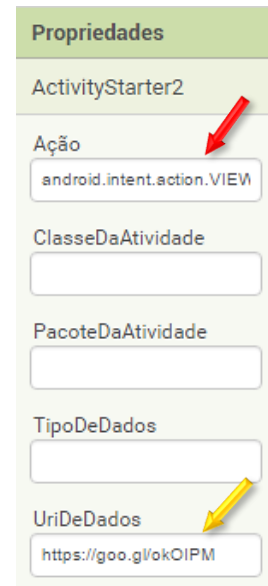 Propriedades
ActivityStarter2
Ação
android.intent.action.VIEW
ClasseDaAtividade
PacoteDaAtividade
TipoDeDados
UriDeDados
https://goo.gl/okOIPM